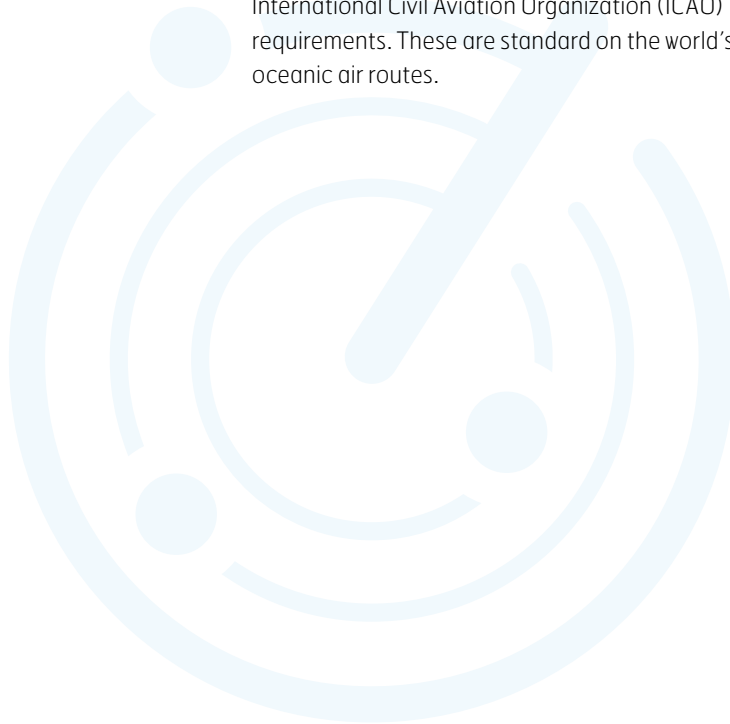 International Civil Aviation Organization (ICAO)
requirements. These are standard on the world's
oceanic air routes.